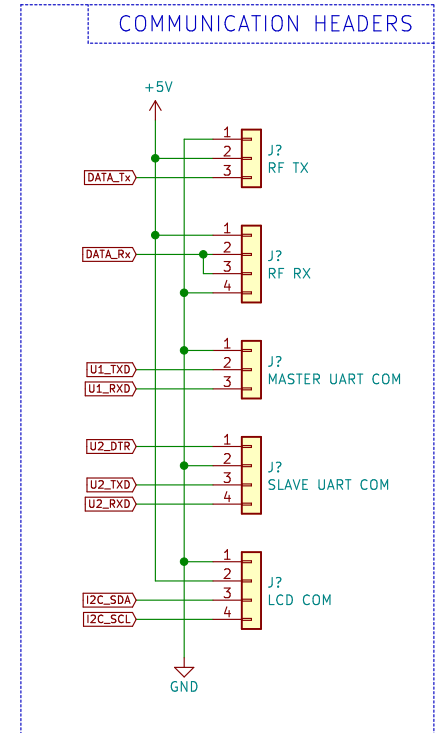 COMMUNICATION HEADERS
+5V
1
2
3
J?
RF TX
DATA_Tx
1
2
3
4
J?
RF RX
DATA_Rx
1
2
3
J?
MASTER UART COM
U1_TXD
U1_RXD
1
2
3
4
J?
SLAVE UART COM
U2_DTR
U2_TXD
U2_RXD
1
2
3
4
J?
LCD COM
I2C_SDA
I2C_SCL
GND